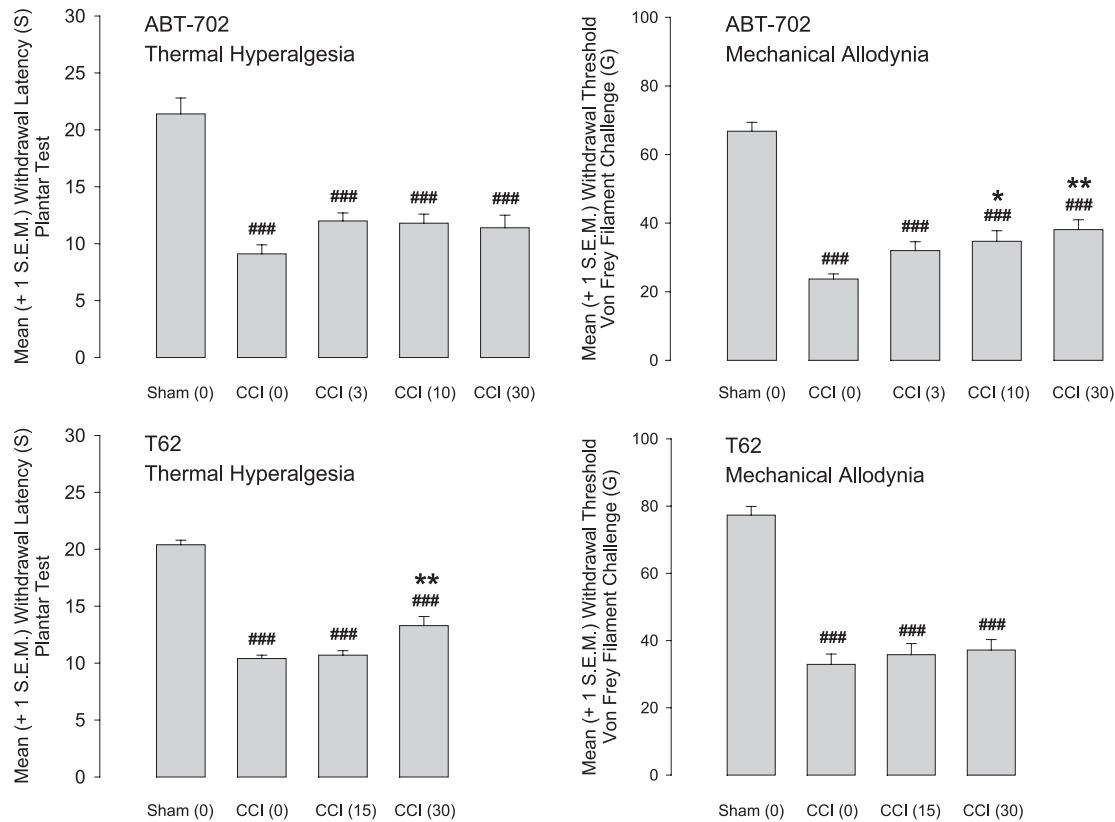 Mean (+ 1 S.E.M.) Withdrawal Latency (S)
Plantar Test
30
25
20
15
10
5
0
ABT-702
Thermal Hyperalgesia
###
###
###
###
Sham (0) CCI (0) CCI (3) CCI (10) CCI (30)
Mean (+ 1 S.E.M.) Withdrawal Threshold
Von Frey Filament Challenge (G)
100
80
60
40
20
0
ABT-702
Mechanical Allodynia
###
###
*
###
**
###
Sham (0) CCI (0) CCI (3) CCI (10) CCI (30)
Mean (+ 1 S.E.M.) Withdrawal Latency (S)
Plantar Test
30
25
20
15
10
5
0
T62
Thermal Hyperalgesia
###
###
**
###
Sham (0) CCI (0) CCI (15) CCI (30)
Mean (+ 1 S.E.M.) Withdrawal Threshold
Von Frey Filament Challenge (G)
100
80
60
40
20
0
T62
Mechanical Allodynia
###
###
###
Sham (0) CCI (0) CCI (15) CCI (30)